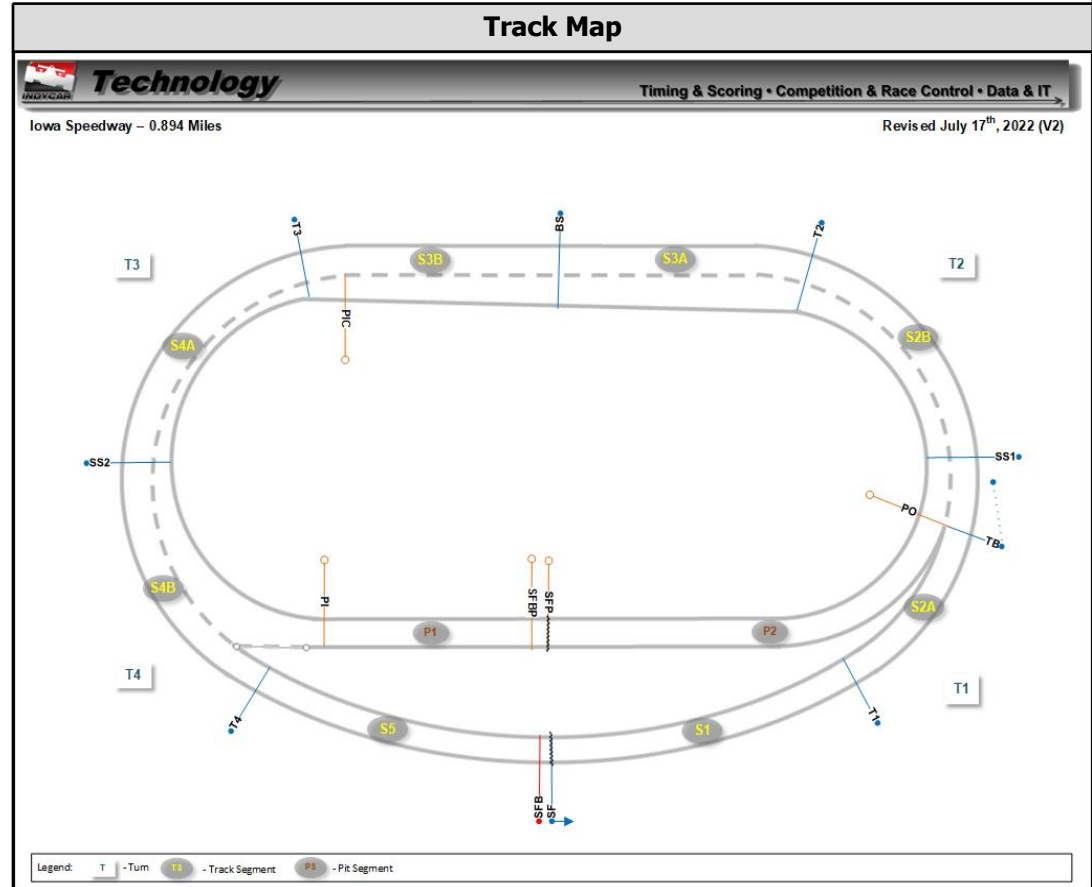 Track Map
INDYCAR Technology
Timing & Scoring • Competition & Race Control • Data & IT
Iowa Speedway – 0.894 Miles
Revised July 17th, 2022 (V2)
T3
BS
T2
T3
S3B
S3A
T2
PIC
S4A
S2B
SS2
SS1
PO
TB
S4B
PI
SFBP
SFP
S2A
P1
P2
T4
T1
T4
S5
S1
T1
SFB
SF
Legend: T - Turn T5 - Track Segment P5 - Pit Segment